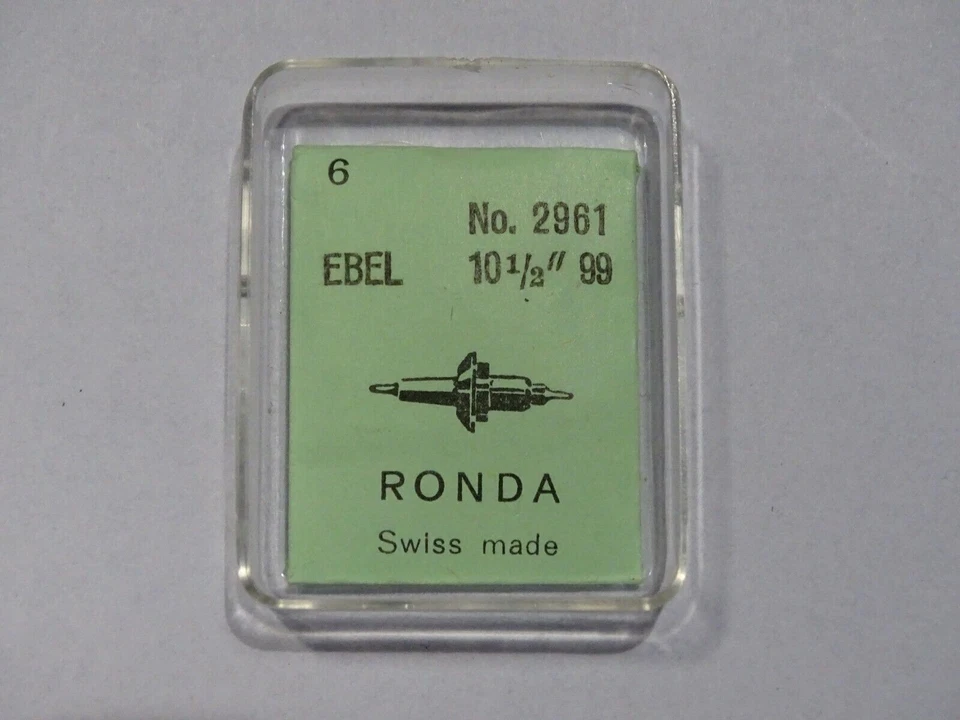 6
No. 2961
EBEL 10 1/2''' 99
RONDA
Swiss made